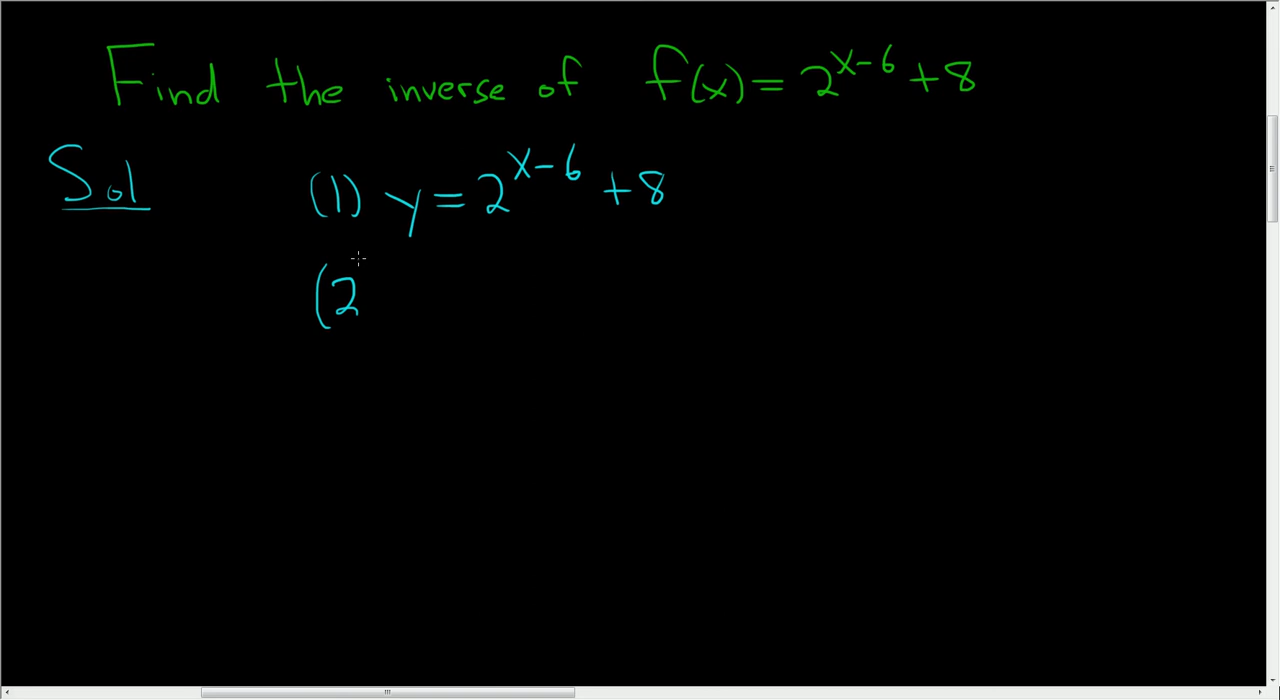 Find the inverse of f(x) = 2^{x-6} + 8
Sol
(1) y = 2^{x-6} + 8
(2